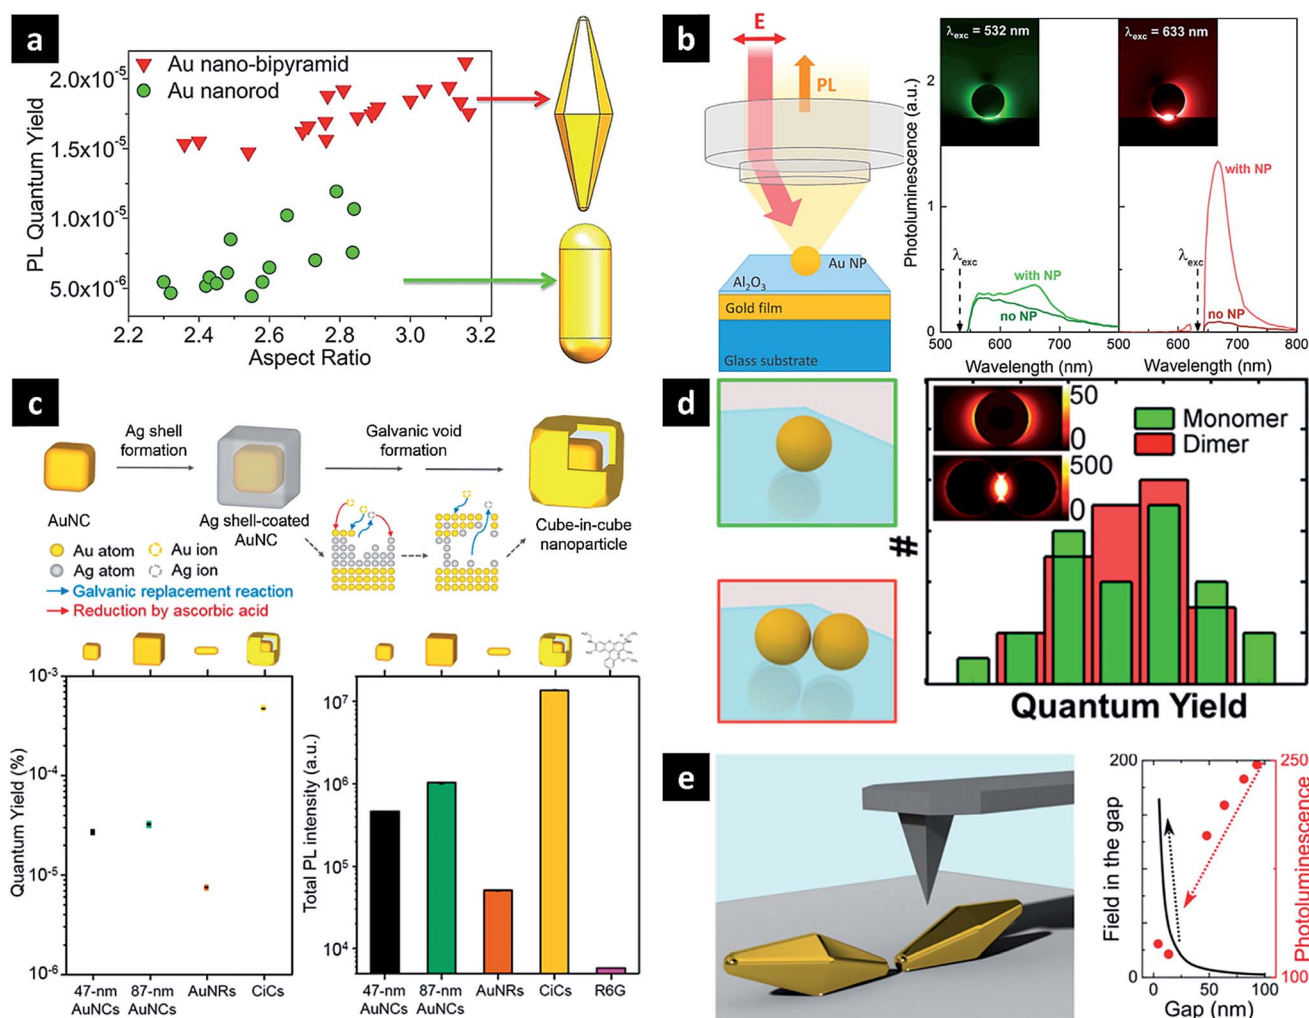 a
2.0x10⁻⁵
1.5x10⁻⁵
1.0x10⁻⁵
5.0x10⁻⁶
PL Quantum Yield
Au nano-bipyramid
Au nanorod
2.2 2.4 2.6 2.8 3.0 3.2
Aspect Ratio
b
E
PL
Au NP
Al₂O₃
Gold film
Glass substrate
Photoluminescence (a.u.)
2
1
0
λexc = 532 nm
λexc
with NP
no NP
500 600 700
Wavelength (nm)
λexc = 633 nm
with NP
λexc
no NP
500 600 700 800
Wavelength (nm)
c
Ag shell
formation
Galvanic void
formation
AuNC
Ag shell-coated
AuNC
Cube-in-cube
nanoparticle
Au atom Au ion
Ag atom Ag ion
Galvanic replacement reaction
Reduction by ascorbic acid
Quantum Yield (%)
10⁻³
10⁻⁴
10⁻⁵
10⁻⁶
47-nm
AuNCs
87-nm
AuNCs
AuNRs
CiCs
Total PL intensity (a.u.)
10⁷
10⁶
10⁵
10⁴
47-nm
AuNCs
87-nm
AuNCs
AuNRs
CiCs
R6G
d
50
0
500
0
Monomer
Dimer
#
Quantum Yield
e
Field in the gap
200
0
250
100
Photoluminescence
0 50 100
Gap (nm)